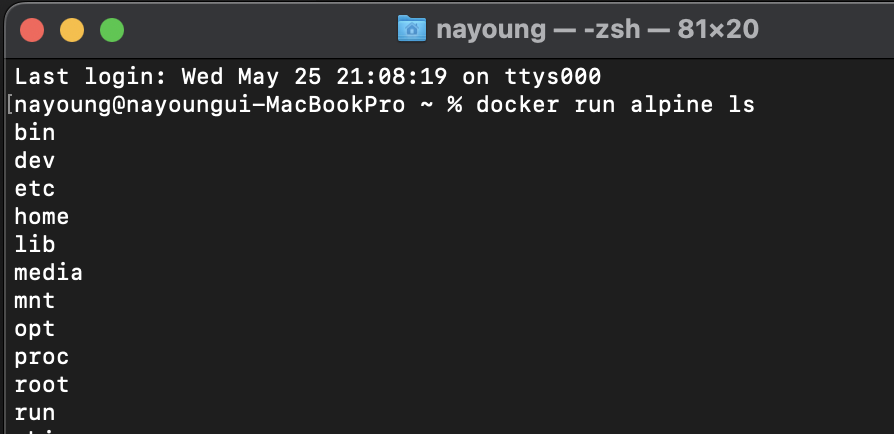 nayoung — -zsh — 81×20
Last login: Wed May 25 21:08:19 on ttys000
[nayoung@nayoungui-MacBookPro ~ % docker run alpine ls
bin
dev
etc
home
lib
media
mnt
opt
proc
root
run